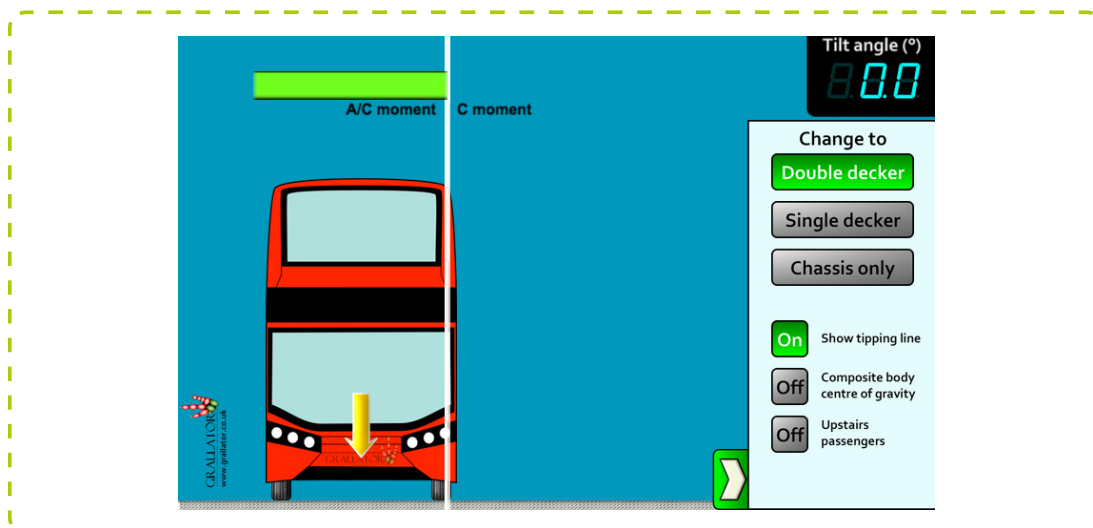 Tilt angle (°)
0.0
A/C moment
C moment
Change to
Double decker
Single decker
Chassis only
On
Show tipping line
Off
Composite body
centre of gravity
Off
Upstairs
passengers
GRALLATOR
GRALLATOR
www.grallator.co.uk